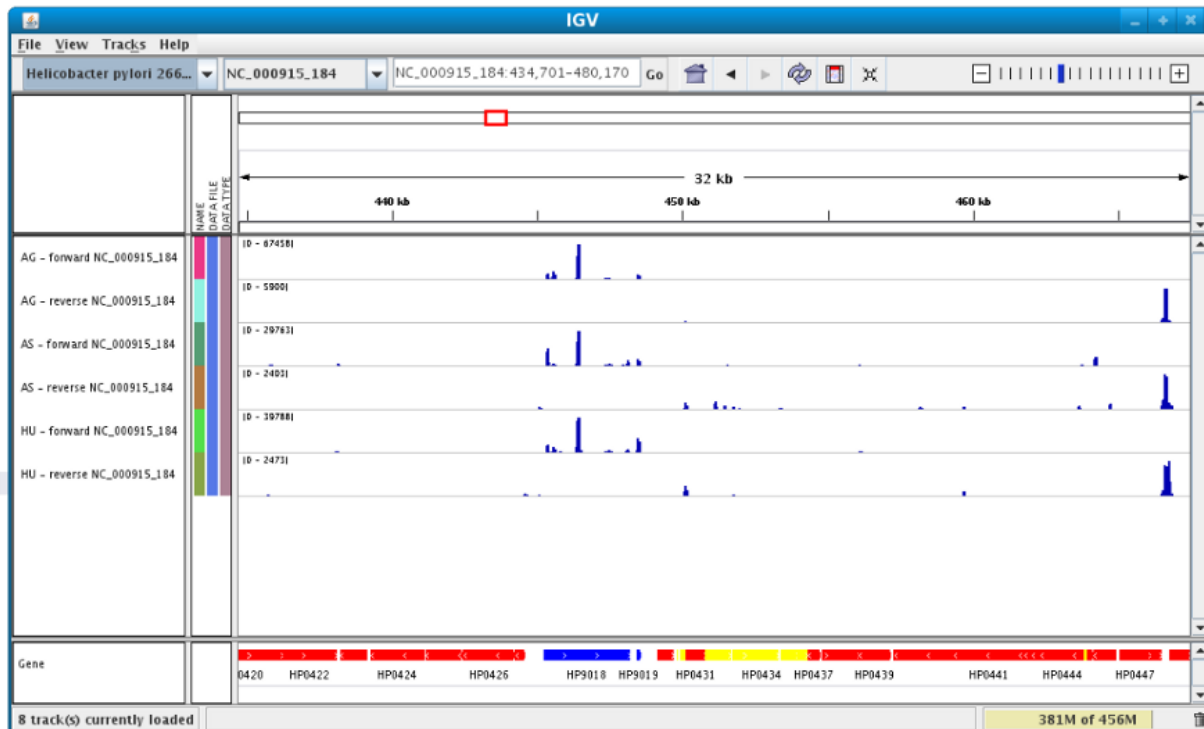 IGV
File View Tracks Help
Helicobacter pylori 266... NC_000915_184 NC_000915_184:434,701-480,170 Go
32 kb
440 kb 450 kb 460 kb
NAME
DATA FILE
DATA TYPE
AG - forward NC_000915_184 [0 - 67458]
AG - reverse NC_000915_184 [0 - 5900]
AS - forward NC_000915_184 [0 - 29763]
AS - reverse NC_000915_184 [0 - 2403]
HU - forward NC_000915_184 [0 - 39788]
HU - reverse NC_000915_184 [0 - 2473]
Gene
0420 HP0422 HP0424 HP0426 HP9018 HP9019 HP0431 HP0434 HP0437 HP0439 HP0441 HP0444 HP0447
8 track(s) currently loaded 381M of 456M